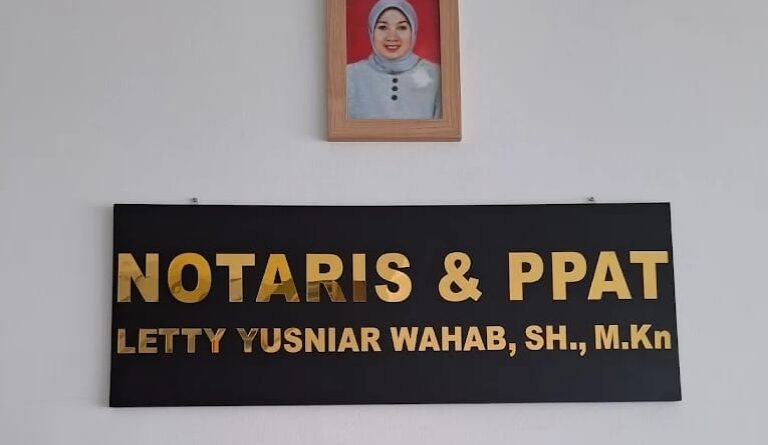 NOTARIS & PPAT
LETTY YUSNIAR WAHAB, SH., M.Kn